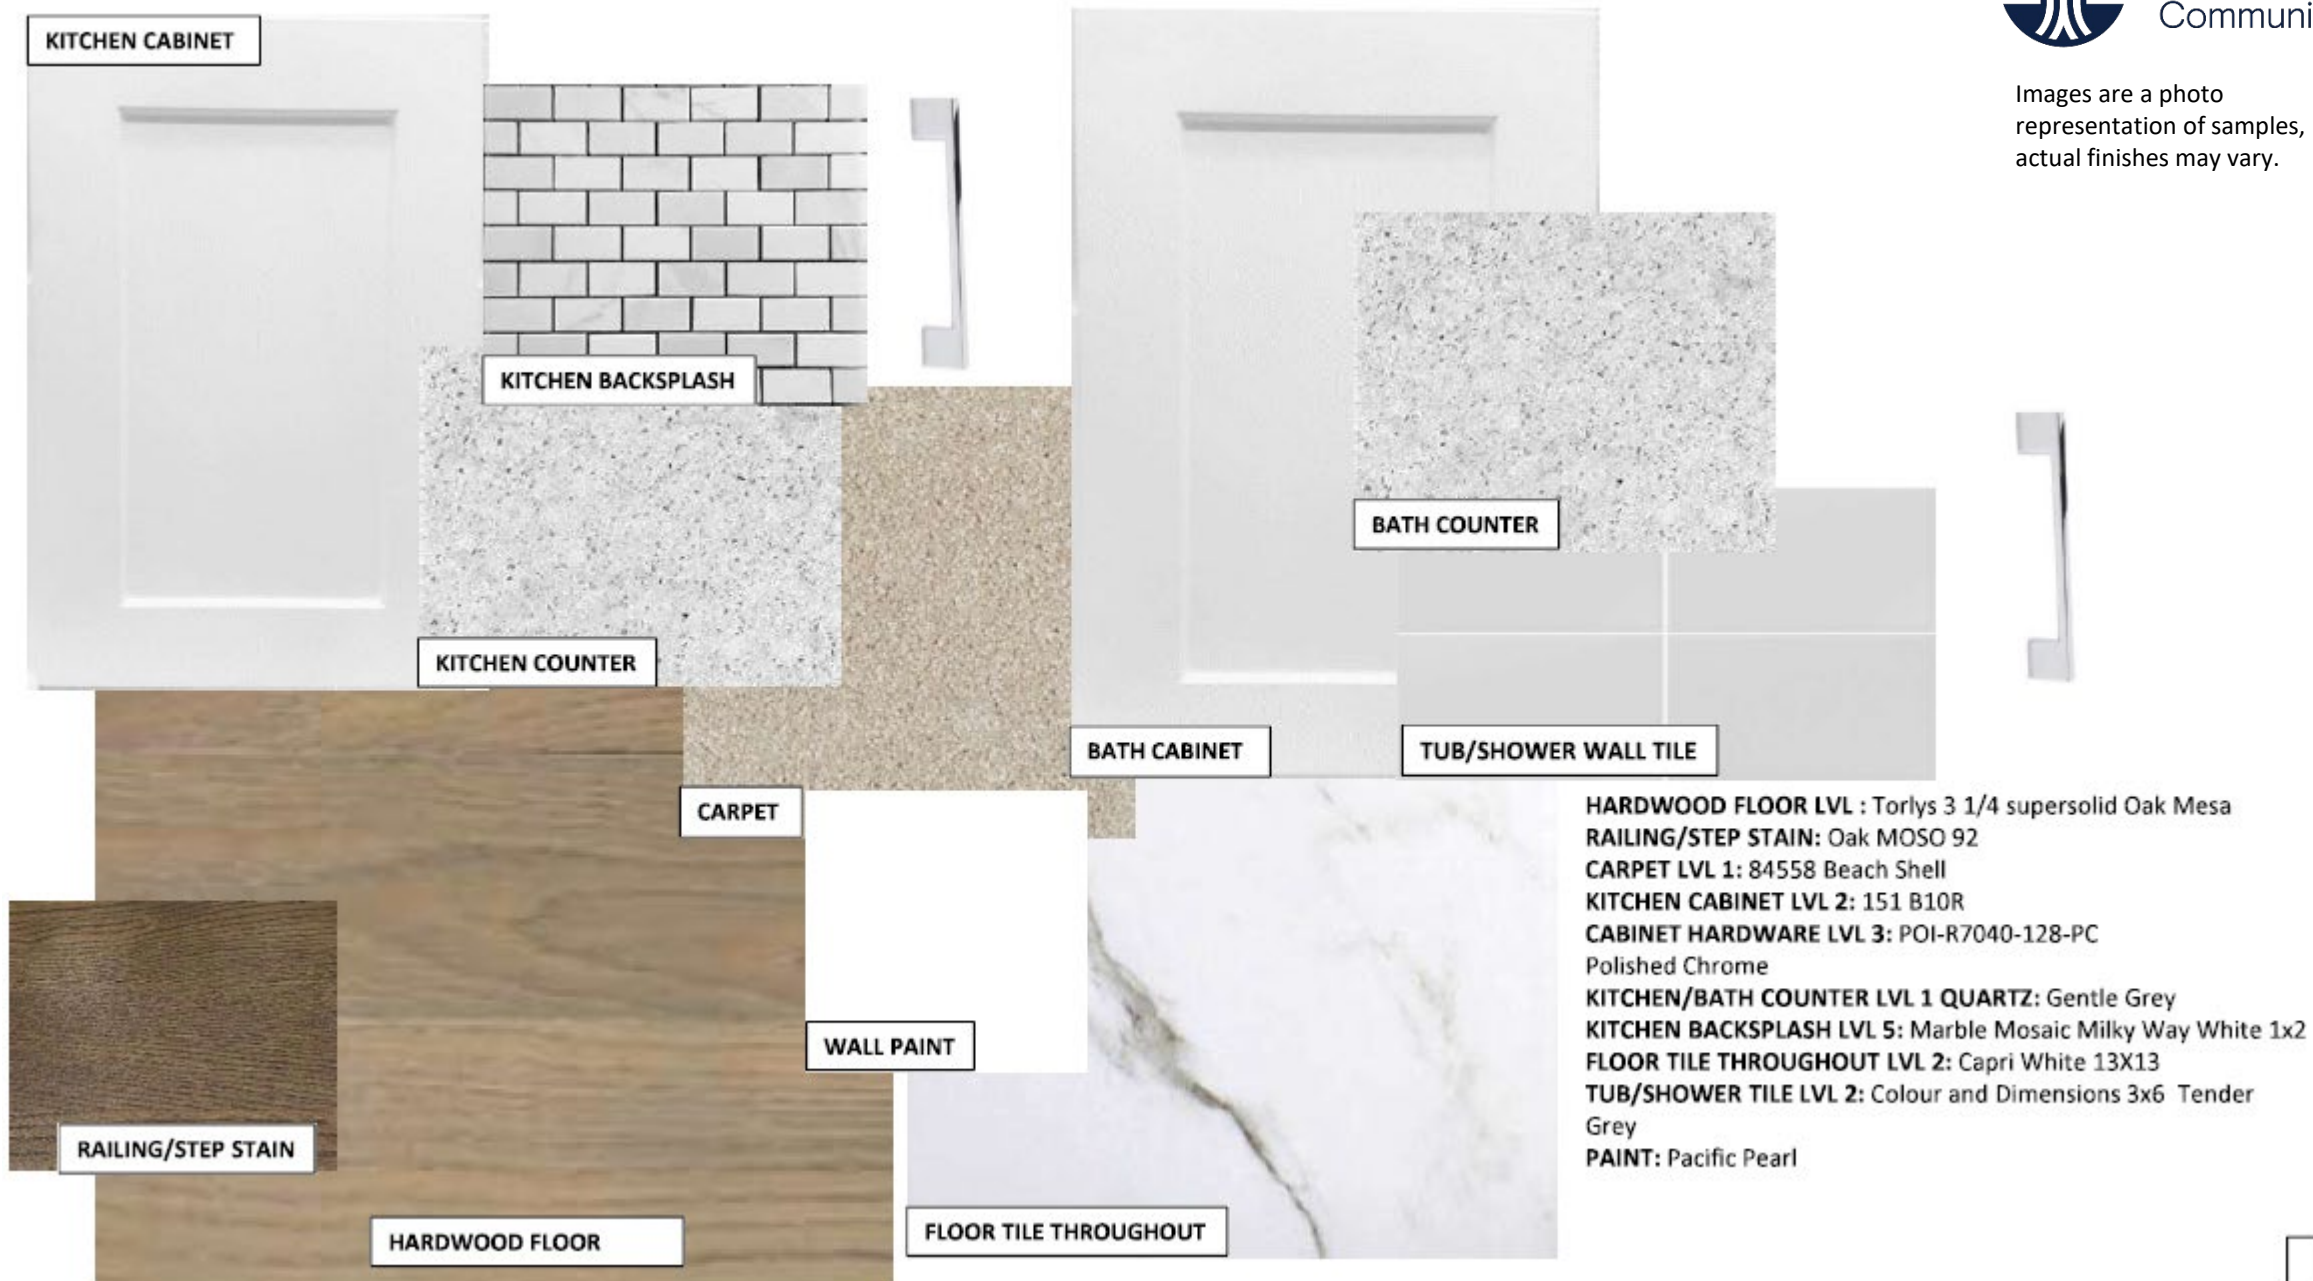 KITCHEN CABINET
Communi
Images are a photo
representation of samples,
actual finishes may vary.
KITCHEN BACKSPLASH
BATH COUNTER
KITCHEN COUNTER
BATH CABINET
TUB/SHOWER WALL TILE
CARPET
WALL PAINT
RAILING/STEP STAIN
HARDWOOD FLOOR
FLOOR TILE THROUGHOUT
HARDWOOD FLOOR LVL : Torlys 3 1/4 supersolid Oak Mesa
RAILING/STEP STAIN: Oak MOSO 92
CARPET LVL 1: 84558 Beach Shell
KITCHEN CABINET LVL 2: 151 B10R
CABINET HARDWARE LVL 3: POI-R7040-128-PC
Polished Chrome
KITCHEN/BATH COUNTER LVL 1 QUARTZ: Gentle Grey
KITCHEN BACKSPLASH LVL 5: Marble Mosaic Milky Way White 1x2
FLOOR TILE THROUGHOUT LVL 2: Capri White 13X13
TUB/SHOWER TILE LVL 2: Colour and Dimensions 3x6  Tender
Grey
PAINT: Pacific Pearl